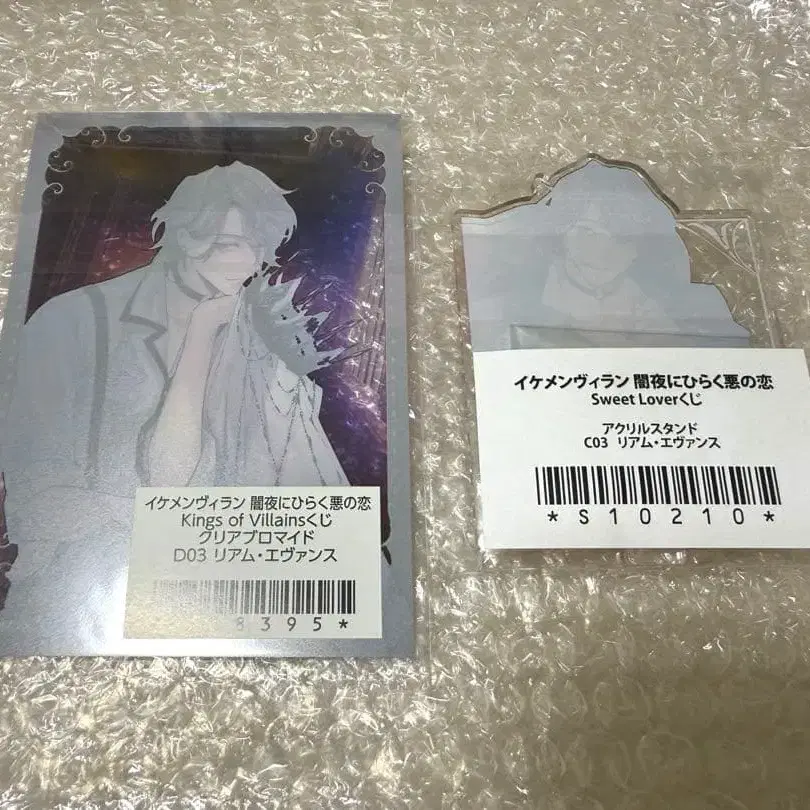 イケメンヴィラン 闇夜にひらく悪の恋
Kings of Villainsくじ
クリアブロマイド
D03 リアム・エヴァンス
8395*
イケメンヴィラン 闇夜にひらく悪の恋
Sweet Loverくじ
アクリルスタンド
C03 リアム・エヴァンス
*S10210*